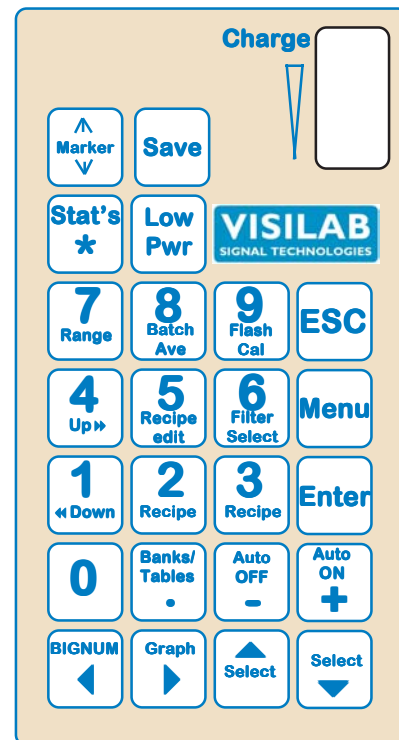 Charge
Marker
Save
Stat's
*
Low
Pwr
VISILAB
SIGNAL TECHNOLOGIES
7
Range
8
Batch
Ave
9
Flash
Cal
ESC
4
Up
5
Recipe
edit
6
Filter
Select
Menu
1
Down
2
Recipe
3
Recipe
Enter
0
Banks/
Tables
.
Auto
OFF
-
Auto
ON
+
BIGNUM
Graph
Select
Select